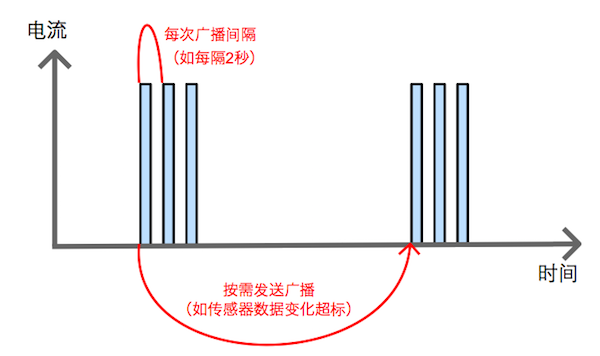 电流
每次广播间隔
（如每隔2秒）
时间
按需发送广播
（如传感器数据变化超标）